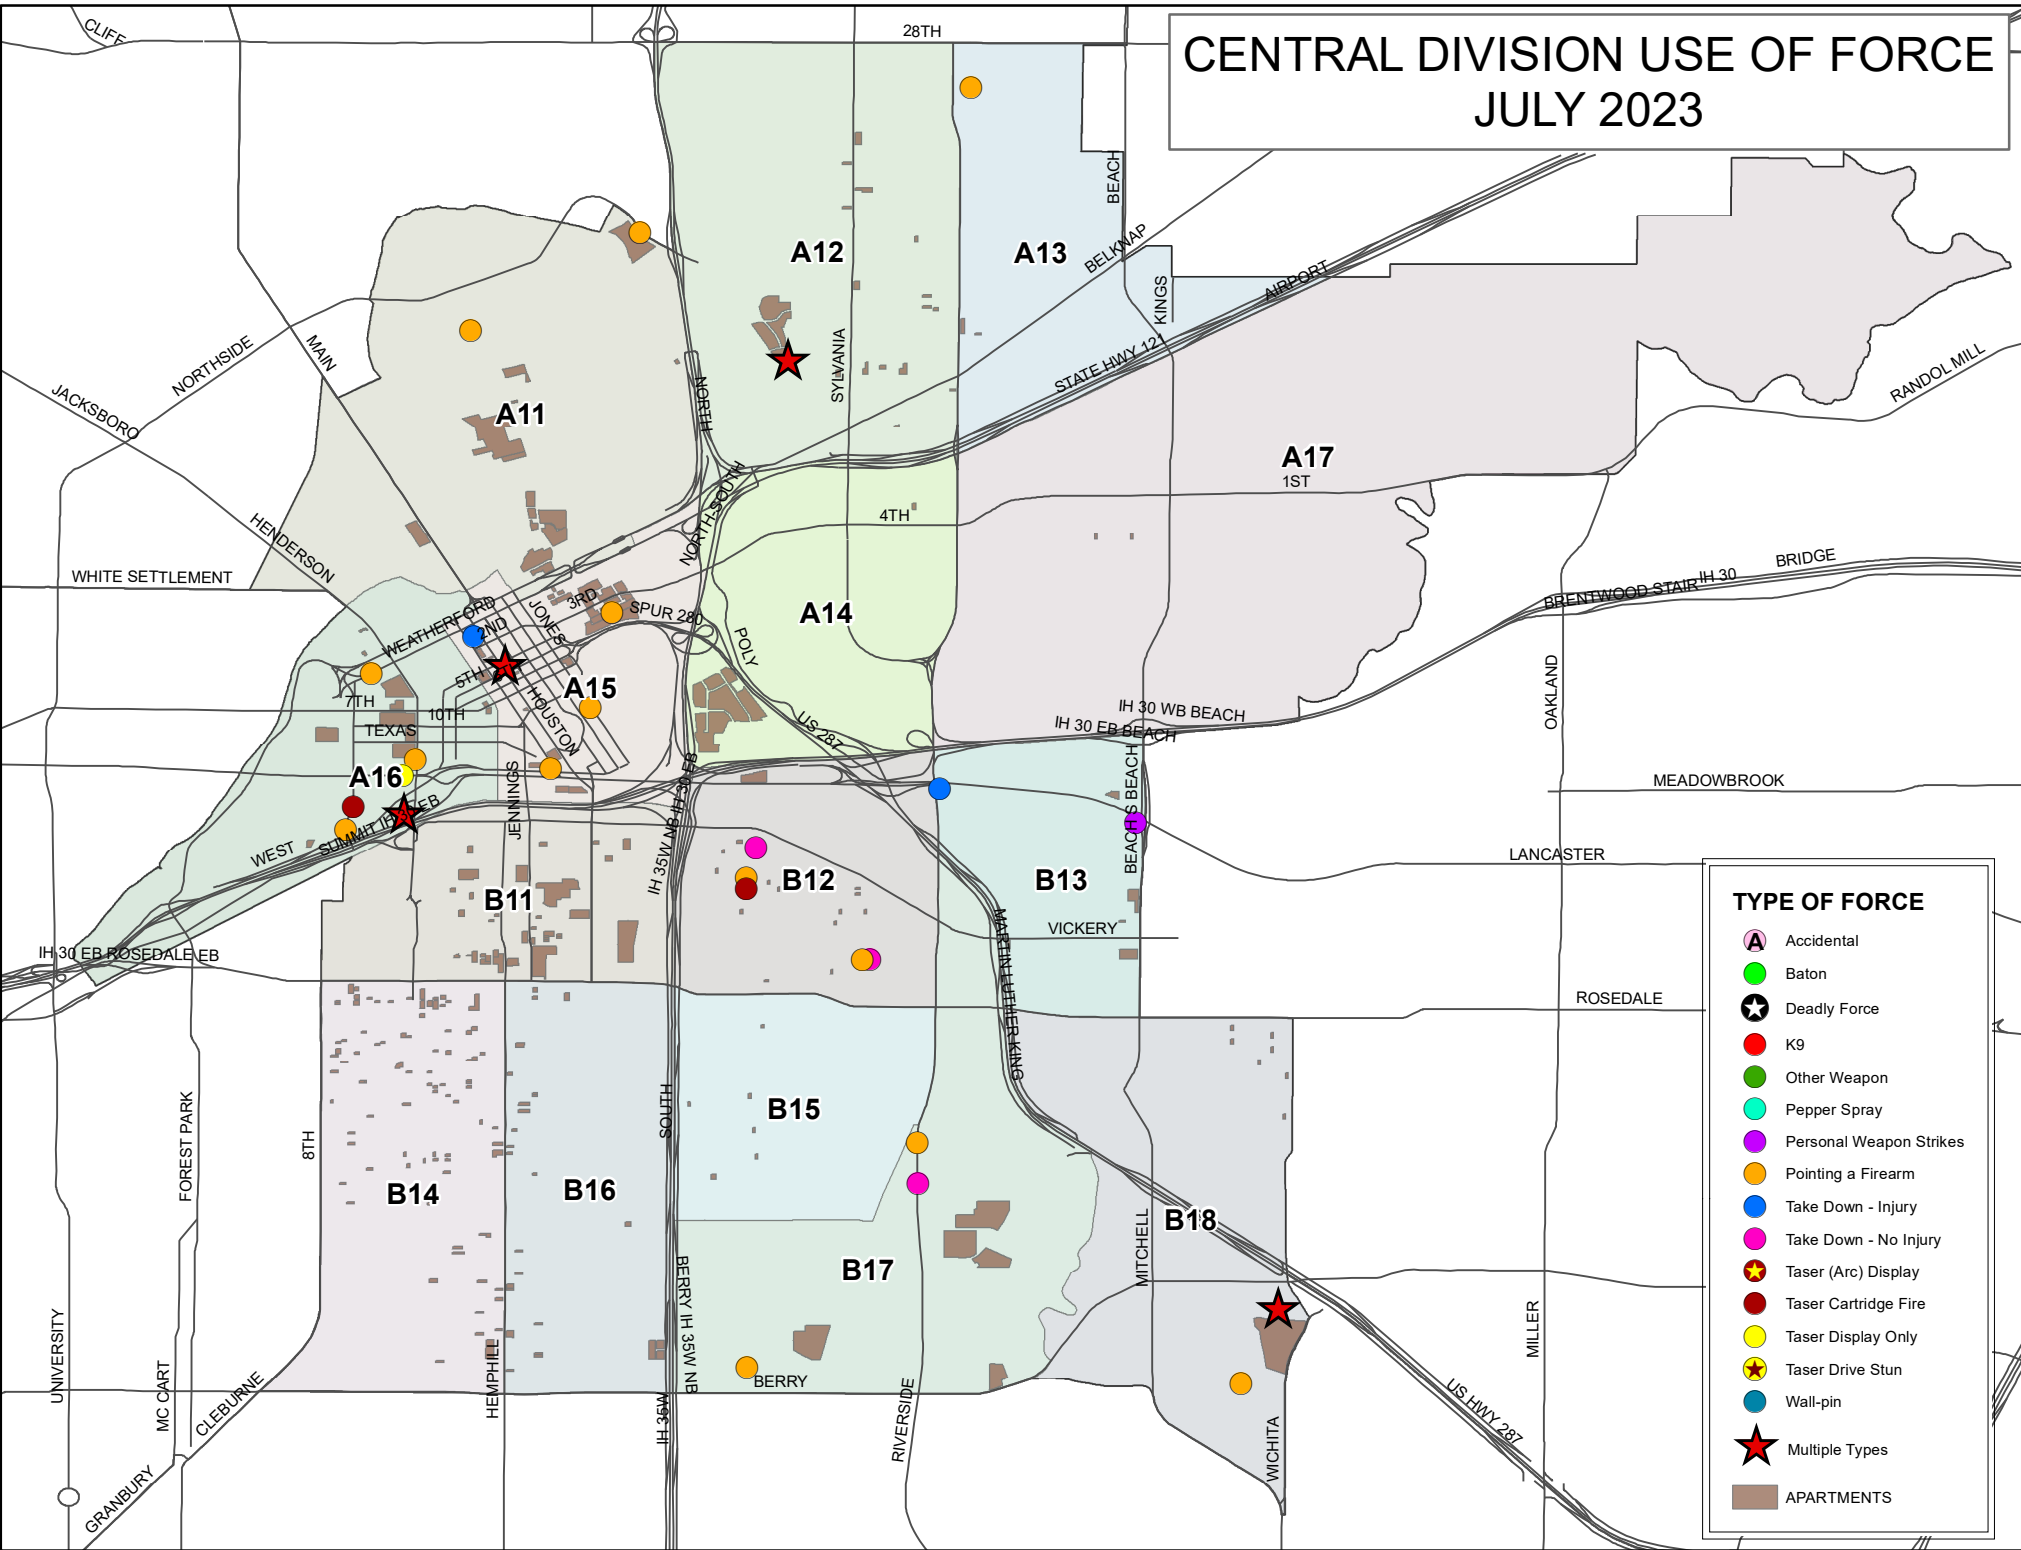 CENTRAL DIVISION USE OF FORCE
JULY 2023
CLIFF
28TH
BEACH
BELKNAP
KINGS
AIRPORT
STATE HWY 121
RANDOL MILL
A12
A13
A11
A17
1ST
NORTHSIDE
MAIN
JACKSBORO
SYLVANIA
NORTH
NORTH-SOUTH
4TH
HENDERSON
WHITE SETTLEMENT
BRIDGE
IH 30
BRENTWOOD STAIR
WEATHERFORD
2ND
JONES
3RD
SPUR 280
A14
POLY
5TH
7TH
10TH
HOUSTON
A15
TEXAS
US 287
IH 30 WB BEACH
IH 30 EB BEACH
OAKLAND
A16
JENNINGS
IH 35W NB IH 30 EB
BEACH S BEACH
MEADOWBROOK
WEST
SUMMIT IH 30 EB
LANCASTER
B11
B12
B13
VICKERY
MARTIN LUTHER KING
IH 30 EB ROSEDALE EB
ROSEDALE
FOREST PARK
8TH
SOUTH
B15
B14
B16
B17
B18
MITCHELL
BERRY IH 35W NB
BERRY
UNIVERSITY
MC CART
CLEBURNE
GRANBURY
HEMPHILL
IH 35W
RIVERSIDE
WICHITA
MILLER
US HWY 287
TYPE OF FORCE
A Accidental
Baton
Deadly Force
K9
Other Weapon
Pepper Spray
Personal Weapon Strikes
Pointing a Firearm
Take Down - Injury
Take Down - No Injury
Taser (Arc) Display
Taser Cartridge Fire
Taser Display Only
Taser Drive Stun
Wall-pin
Multiple Types
APARTMENTS